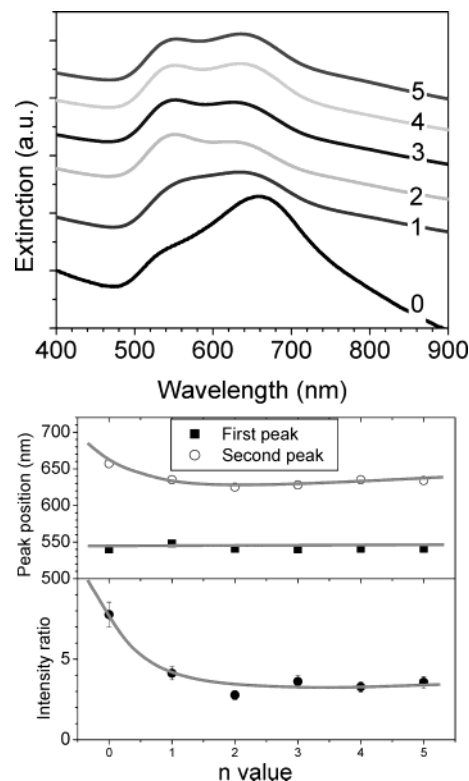 Extinction (a.u.)
5
4
3
2
1
0
400 500 600 700 800 900
Wavelength (nm)
Peak position (nm)
700
650
600
550
500
First peak
Second peak
Intensity ratio
5
0
0 1 2 3 4 5
n value